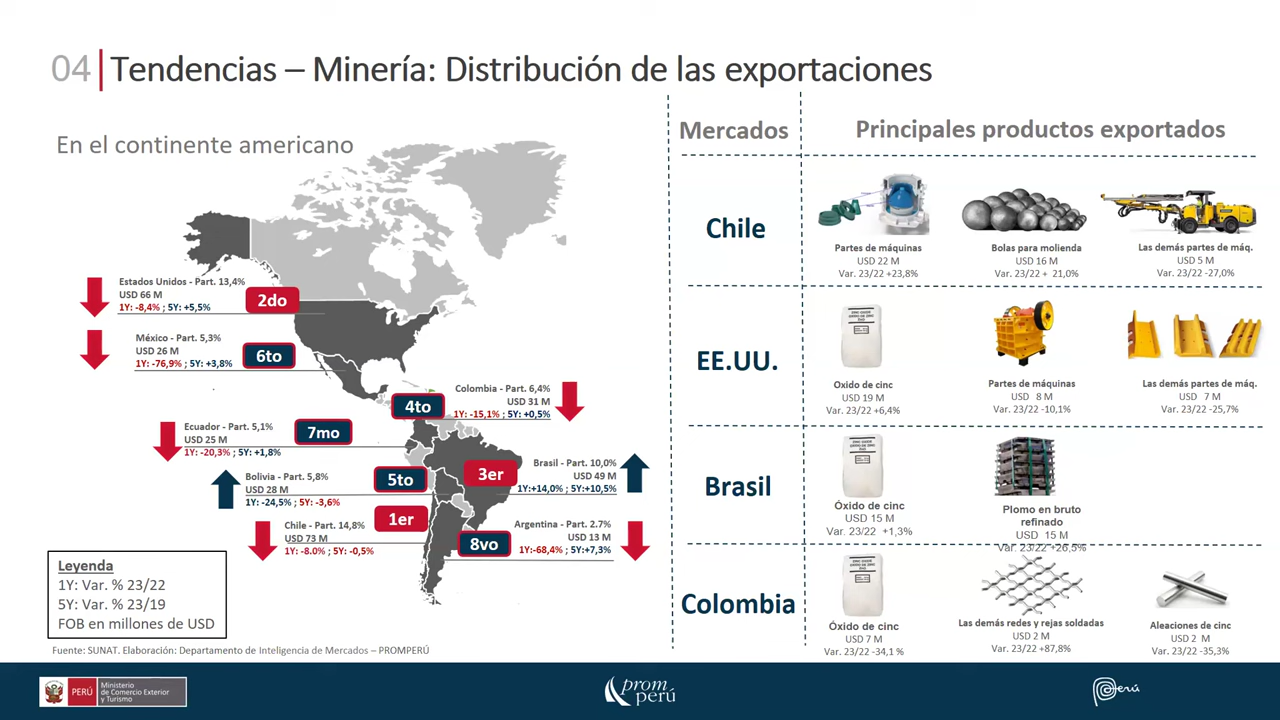 04 Tendencias – Minería: Distribución de las exportaciones
En el continente americano
Estados Unidos - Part. 13,4%
USD 66 M
1Y: -8,4% ; 5Y: +5,5%
2do
México - Part. 5,3%
USD 26 M
1Y: -76,9% ; 5Y: +3,8%
6to
Colombia - Part. 6,4%
USD 31 M
1Y: -15,1% ; 5Y: +0,5%
4to
Ecuador - Part. 5,1%
USD 25 M
1Y: -20,3% ; 5Y: +1,8%
7mo
Bolivia - Part. 5,8%
USD 28 M
1Y: -24,5% ; 5Y: -3,6%
5to
Brasil - Part. 10,0%
USD 49 M
1Y:+14,0% ; 5Y:+10,5%
3er
Chile - Part. 14,8%
USD 73 M
1Y: -8.0% ; 5Y: -0,5%
1er
Argentina - Part. 2.7%
USD 13 M
1Y:-68,4% ; 5Y:+7,3%
8vo
Leyenda
1Y: Var. % 23/22
5Y: Var. % 23/19
FOB en millones de USD
Fuente: SUNAT. Elaboración: Departamento de Inteligencia de Mercados – PROMPERÚ
Mercados
Principales productos exportados
Chile
Partes de máquinas
USD 22 M
Var. 23/22 +23,8%
Bolas para molienda
USD 16 M
Var. 23/22 + 21,0%
Las demás partes de máq.
USD 5 M
Var. 23/22 -27,0%
EE.UU.
Oxido de cinc
USD 19 M
Var. 23/22 +6,4%
Partes de máquinas
USD 8 M
Var. 23/22 -10,1%
Las demás partes de máq.
USD 7 M
Var. 23/22 -25,7%
Brasil
Óxido de cinc
USD 15 M
Var. 23/22 +1,3%
Plomo en bruto
refinado
USD 15 M
Var. 23/22 +26,5%
Colombia
Óxido de cinc
USD 7 M
Var. 23/22 -34,1 %
Las demás redes y rejas soldadas
USD 2 M
Var. 23/22 +87,8%
Aleaciones de cinc
USD 2 M
Var. 23/22 -35,3%
PERÚ
Ministerio
de Comercio Exterior
y Turismo
prom
perú
Perú